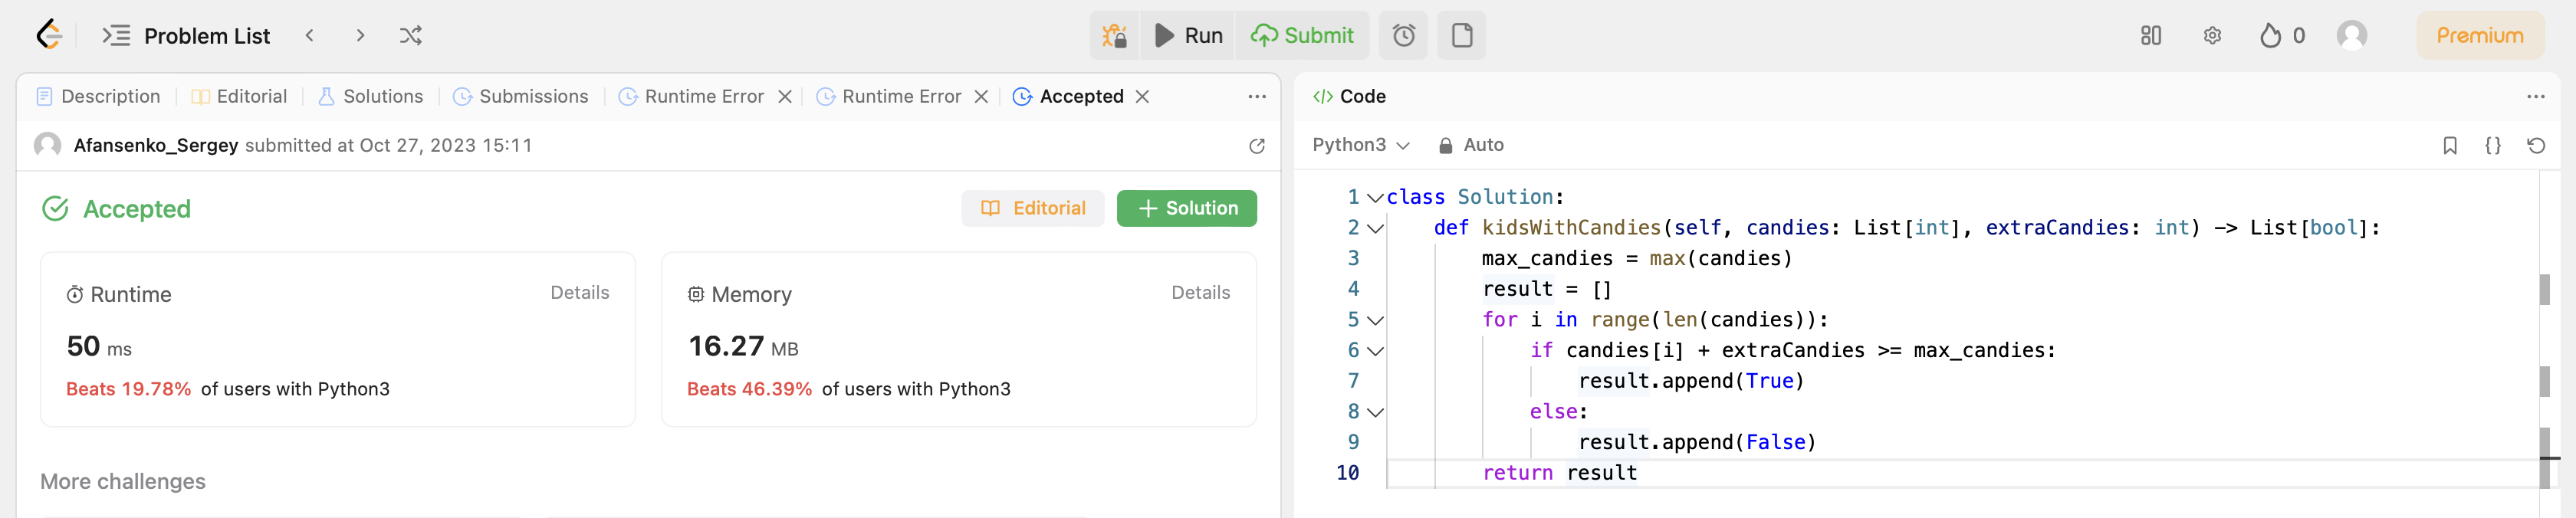 Problem List
Run
Submit
0
Premium
Description
Editorial
Solutions
Submissions
Runtime Error
Runtime Error
Accepted
Afansenko_Sergey submitted at Oct 27, 2023 15:11
Accepted
Editorial
Solution
Runtime
Details
50 ms
Beats 19.78% of users with Python3
Memory
Details
16.27 MB
Beats 46.39% of users with Python3
More challenges
</> Code
Python3
Auto
{}
1 class Solution:
2     def kidsWithCandies(self, candies: List[int], extraCandies: int) -> List[bool]:
3         max_candies = max(candies)
4         result = []
5         for i in range(len(candies)):
6             if candies[i] + extraCandies >= max_candies:
7                 result.append(True)
8             else:
9                 result.append(False)
10         return result